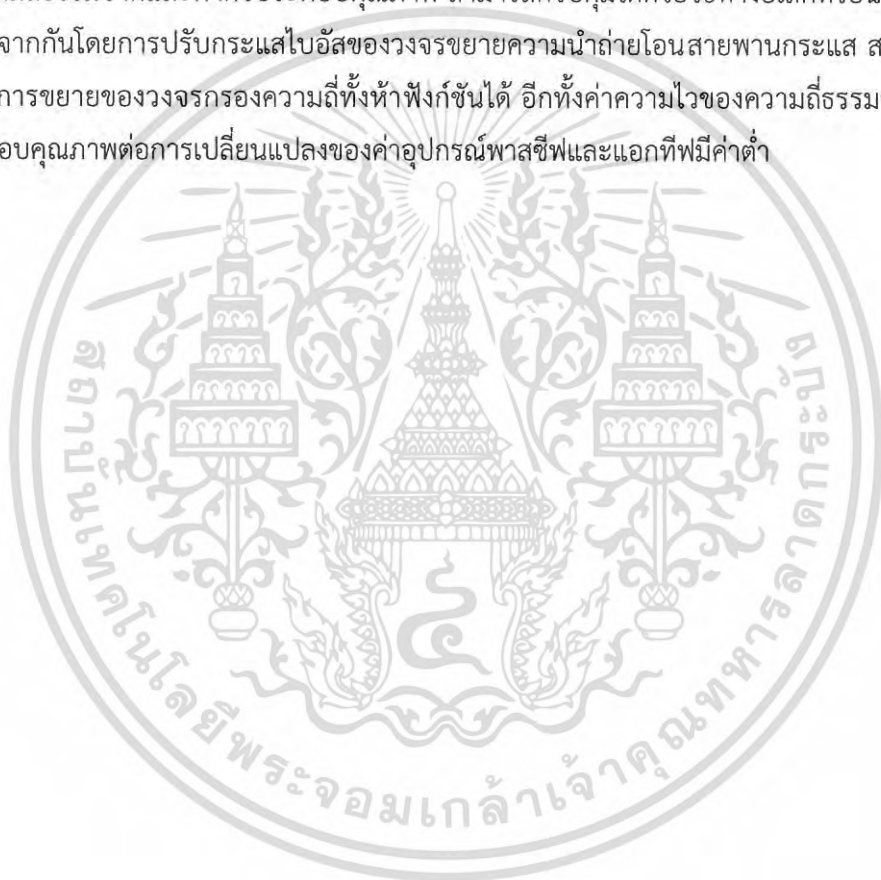 จากกันโดยการปรับกระแสไบอัสของวงจรขยายความนำถ่ายโอนสายพานกระแส ส
การขยายของวงจรกรองความถี่ทั้งห้าฟังก์ชันได้ อีกทั้งค่าความไวของความถี่ธรรม
อบคุณภาพต่อการเปลี่ยนแปลงของค่าอุปกรณ์พาสซีฟและแอกทีฟมีค่าต่ำ
สถาบันเทคโนโลยีพระจอมเกล้าเจ้าคุณทหารลาดกระบัง